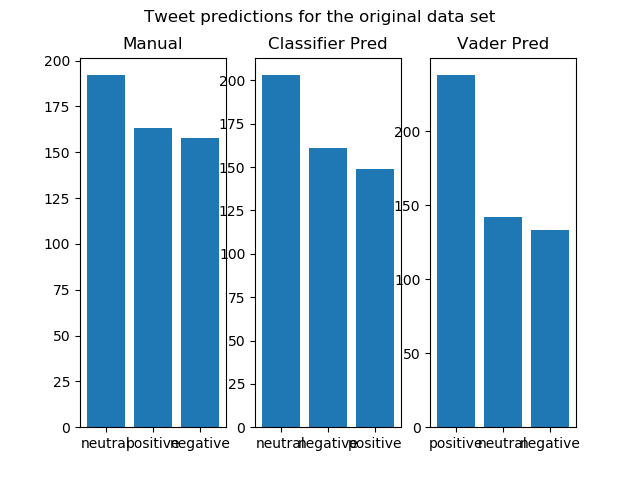 Tweet predictions for the original data set
Manual
Classifier Pred
Vader Pred
200
175
150
125
100
75
50
25
0
neutral
positive
negative
200
175
150
125
100
75
50
25
0
neutral
negative
positive
200
150
100
50
0
positive
neutral
negative